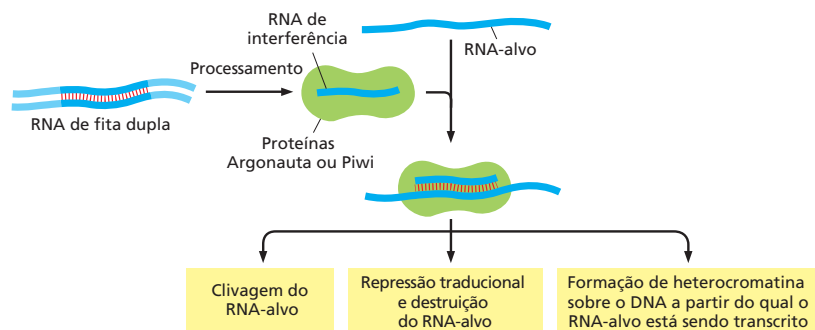 RNA de
interferência
RNA-alvo
Processamento
RNA de fita dupla
Proteínas
Argonauta ou Piwi
Clivagem do
RNA-alvo
Repressão traducional
e destruição
do RNA-alvo
Formação de heterocromatina
sobre o DNA a partir do qual o
RNA-alvo está sendo transcrito